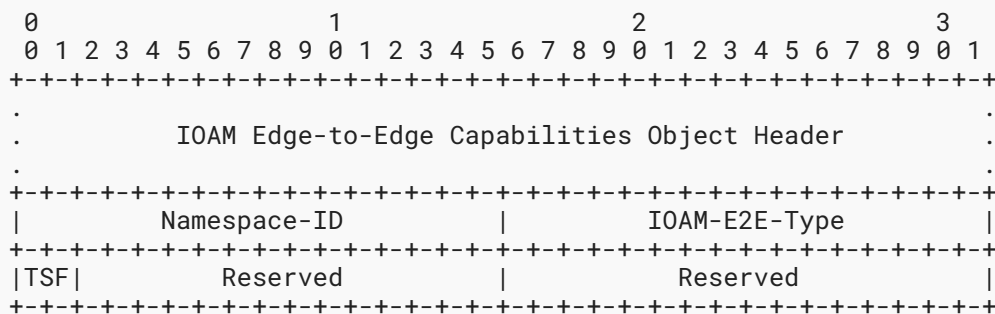 0                   1                   2                   3
 0 1 2 3 4 5 6 7 8 9 0 1 2 3 4 5 6 7 8 9 0 1 2 3 4 5 6 7 8 9 0 1
+-+-+-+-+-+-+-+-+-+-+-+-+-+-+-+-+-+-+-+-+-+-+-+-+-+-+-+-+-+-+-+-+
.                                                               .
.          IOAM Edge-to-Edge Capabilities Object Header         .
.                                                               .
+-+-+-+-+-+-+-+-+-+-+-+-+-+-+-+-+-+-+-+-+-+-+-+-+-+-+-+-+-+-+-+-+
|         Namespace-ID          |         IOAM-E2E-Type         |
+-+-+-+-+-+-+-+-+-+-+-+-+-+-+-+-+-+-+-+-+-+-+-+-+-+-+-+-+-+-+-+-+
|TSF|         Reserved          |           Reserved            |
+-+-+-+-+-+-+-+-+-+-+-+-+-+-+-+-+-+-+-+-+-+-+-+-+-+-+-+-+-+-+-+-+